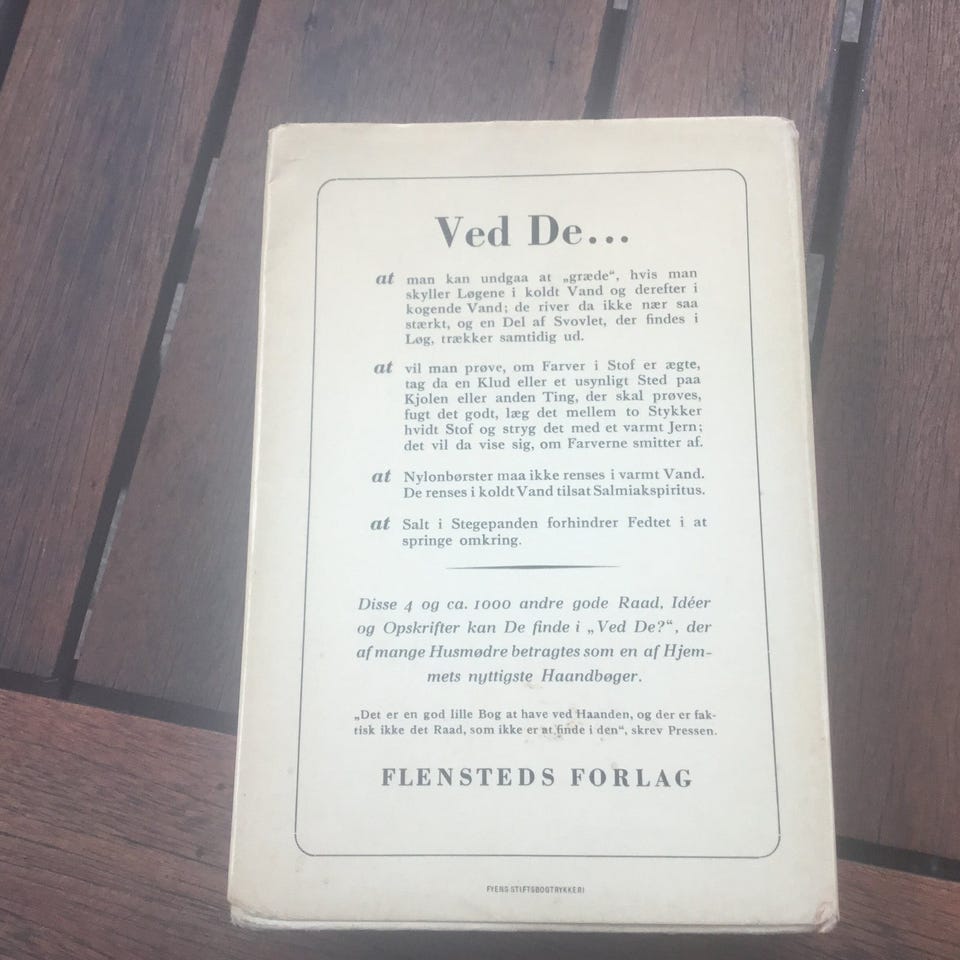 Ved De...
at man kan undgaa at „græde“, hvis man
skyller Løgene i koldt Vand og derefter i
kogende Vand; de river da ikke nær saa
stærkt, og en Del af Svovlet, der findes i
Løg, trækker samtidig ud.
at vil man prøve, om Farver i Stof er ægte,
tag da en Klud eller et usynligt Sted paa
Kjolen eller anden Ting, der skal prøves,
fugt det godt, læg det mellem to Stykker
hvidt Stof og stryg det med et varmt Jern;
det vil da vise sig, om Farverne smitter af.
at Nylonbørster maa ikke renses i varmt Vand.
De renses i koldt Vand tilsat Salmiakspiritus.
at Salt i Stegepanden forhindrer Fedtet i at
springe omkring.
Disse 4 og ca. 1000 andre gode Raad, Idéer
og Opskrifter kan De finde i „Ved De?“, der
af mange Husmødre betragtes som en af Hjem-
mets nyttigste Haandbøger.
„Det er en god lille Bog at have ved Haanden, og der er fak-
tisk ikke det Raad, som ikke er at finde i den“, skrev Pressen.
FLENSTEDS FORLAG
FYENS STIFTSBOGTRYKKERI